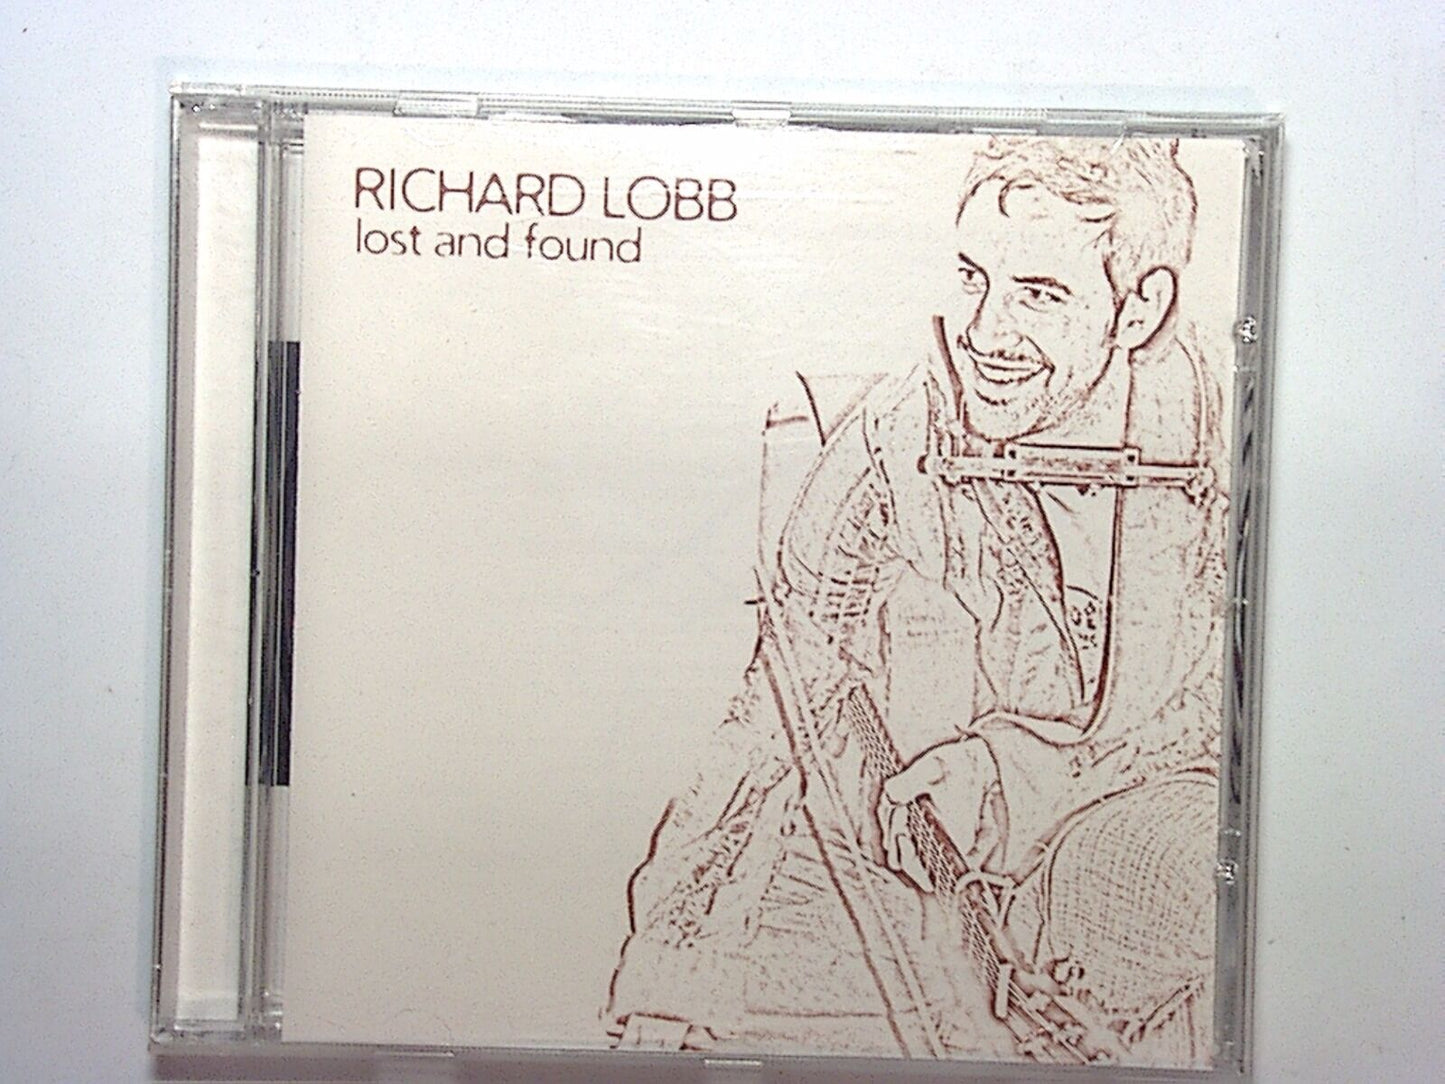 RICHARD LOBB
lost and found